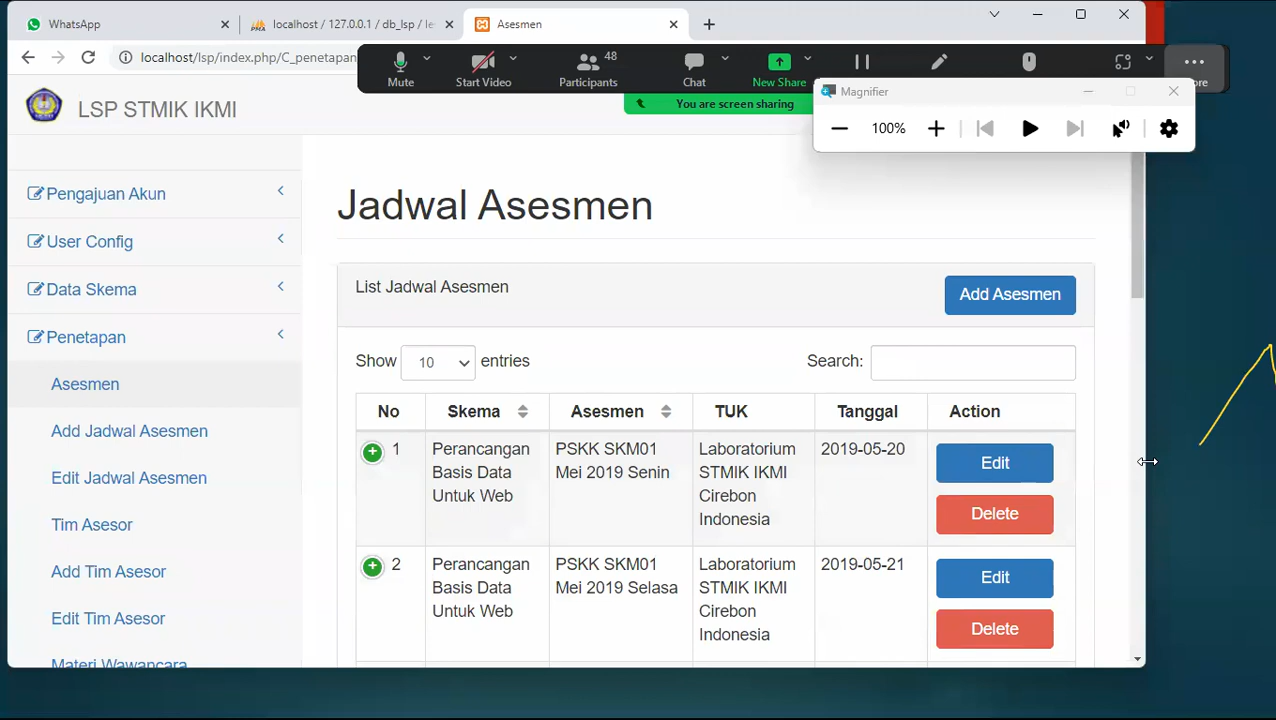 WhatsApp
localhost / 127.0.0.1 / db_lsp / le
Asesmen
localhost/lsp/index.php/C_penetapan
Mute
Start Video
48
Participants
Chat
New Share
You are screen sharing
Magnifier
100%
LSP STMIK IKMI
Pengajuan Akun
User Config
Data Skema
Penetapan
Asesmen
Add Jadwal Asesmen
Edit Jadwal Asesmen
Tim Asesor
Add Tim Asesor
Edit Tim Asesor
Materi Wawancara
Jadwal Asesmen
List Jadwal Asesmen
Add Asesmen
Show 10 entries
Search:
No Skema Asesmen TUK Tanggal Action
1
Perancangan
Basis Data
Untuk Web
PSKK SKM01
Mei 2019 Senin
Laboratorium
STMIK IKMI
Cirebon
Indonesia
2019-05-20
Edit
Delete
2
Perancangan
Basis Data
Untuk Web
PSKK SKM01
Mei 2019 Selasa
Laboratorium
STMIK IKMI
Cirebon
Indonesia
2019-05-21
Edit
Delete